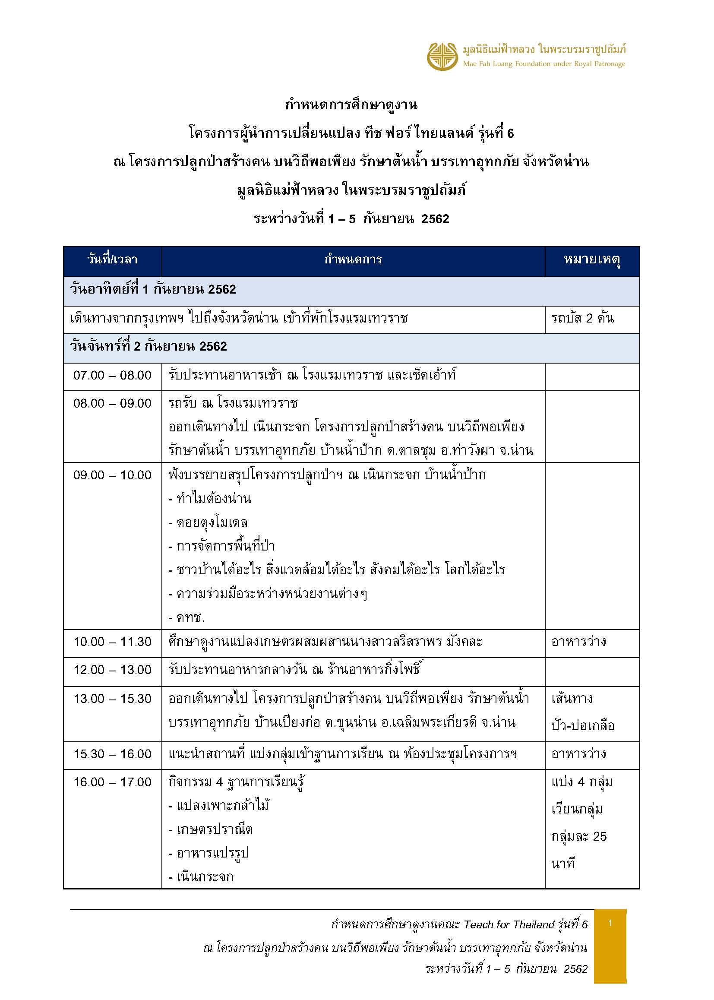 มูลนิธิแม่ฟ้าหลวง ในพระบรมราชูปถัมภ์
Mae Fah Luang Foundation under Royal Patronage
กำหนดการศึกษาดูงาน
โครงการผู้นำการเปลี่ยนแปลง ทีช ฟอร์ ไทยแลนด์ รุ่นที่ 6
ณ โครงการปลูกป่าสร้างคน บนวิถีพอเพียง รักษาต้นน้ำ บรรเทาอุทกภัย จังหวัดน่าน
มูลนิธิแม่ฟ้าหลวง ในพระบรมราชูปถัมภ์
ระหว่างวันที่ 1 – 5 กันยายน 2562
วันที่/เวลา กำหนดการ หมายเหตุ
วันอาทิตย์ที่ 1 กันยายน 2562
เดินทางจากกรุงเทพฯ ไปถึงจังหวัดน่าน เข้าที่พักโรงแรมเทวราช รถบัส 2 คัน
วันจันทร์ที่ 2 กันยายน 2562
07.00 – 08.00 รับประทานอาหารเช้า ณ โรงแรมเทวราช และเช็คเอ้าท์
08.00 – 09.00 รถรับ ณ โรงแรมเทวราช
ออกเดินทางไป เนินกระจก โครงการปลูกป่าสร้างคน บนวิถีพอเพียง
รักษาต้นน้ำ บรรเทาอุทกภัย บ้านน้ำป้าก ต.ตาลชุม อ.ท่าวังผา จ.น่าน
09.00 – 10.00 ฟังบรรยายสรุปโครงการปลูกป่าฯ ณ เนินกระจก บ้านน้ำป้าก
- ทำไมต้องน่าน
- ดอยตุงโมเดล
- การจัดการพื้นที่ป่า
- ชาวบ้านได้อะไร สิ่งแวดล้อมได้อะไร สังคมได้อะไร โลกได้อะไร
- ความร่วมมือระหว่างหน่วยงานต่างๆ
- คทช.
10.00 – 11.30 ศึกษาดูงานแปลงเกษตรผสมผสานนางสาวลริสราพร มังคละ อาหารว่าง
12.00 – 13.00 รับประทานอาหารกลางวัน ณ ร้านอาหารกิ่งโพธิ์
13.00 – 15.30 ออกเดินทางไป โครงการปลูกป่าสร้างคน บนวิถีพอเพียง รักษาต้นน้ำ เส้นทาง
บรรเทาอุทกภัย บ้านเปียงก่อ ต.ขุนน่าน อ.เฉลิมพระเกียรติ จ.น่าน ปัว-บ่อเกลือ
15.30 – 16.00 แนะนำสถานที่ แบ่งกลุ่มเข้าฐานการเรียน ณ ห้องประชุมโครงการฯ อาหารว่าง
16.00 – 17.00 กิจกรรม 4 ฐานการเรียนรู้ แบ่ง 4 กลุ่ม
- แปลงเพาะกล้าไม้ เวียนกลุ่ม
- เกษตรปราณีต กลุ่มละ 25
- อาหารแปรรูป นาที
- เนินกระจก
กำหนดการศึกษาดูงานคณะ Teach for Thailand รุ่นที่ 6 1
ณ โครงการปลูกป่าสร้างคน บนวิถีพอเพียง รักษาต้นน้ำ บรรเทาอุทกภัย จังหวัดน่าน
ระหว่างวันที่ 1 – 5 กันยายน 2562